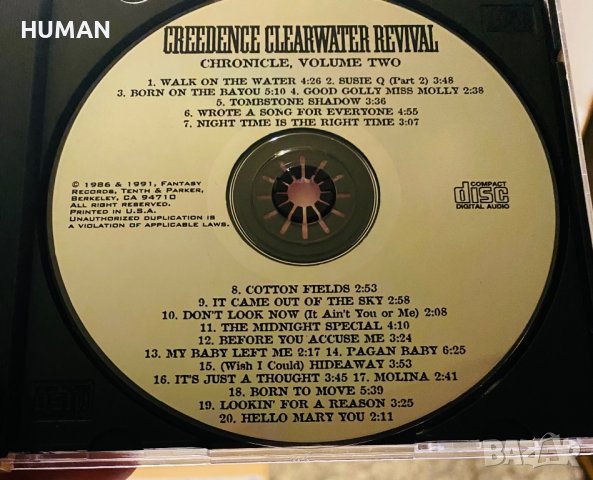 HUMAN
CREEDENCE CLEARWATER REVIVAL
CHRONICLE, VOLUME TWO
1. WALK ON THE WATER 4:26 2. SUSIE Q (Part 2) 3:48
3. BORN ON THE BAYOU 5:10 4. GOOD GOLLY MISS MOLLY 2:38
5. TOMBSTONE SHADOW 3:36
6. WROTE A SONG FOR EVERYONE 4:55
7. NIGHT TIME IS THE RIGHT TIME 3:07
© 1986 & 1991, FANTASY
RECORDS, TENTH & PARKER,
BERKELEY, CA 94710
ALL RIGHT RESERVED.
PRINTED IN U.S.A.
UNAUTHORIZED DUPLICATION IS
A VIOLATION OF APPLICABLE LAWS.
COMPACT
disc
DIGITAL AUDIO
8. COTTON FIELDS 2:53
9. IT CAME OUT OF THE SKY 2:58
10. DON'T LOOK NOW (It Ain't You or Me) 2:08
11. THE MIDNIGHT SPECIAL 4:10
12. BEFORE YOU ACCUSE ME 3:24
13. MY BABY LEFT ME 2:17 14. PAGAN BABY 6:25
15. (Wish I Could) HIDEAWAY 3:53
16. IT'S JUST A THOUGHT 3:45 17. MOLINA 2:41
18. BORN TO MOVE 5:39
19. LOOKIN' FOR A REASON 3:25
20. HELLO MARY YOU 2:11
BAZAR